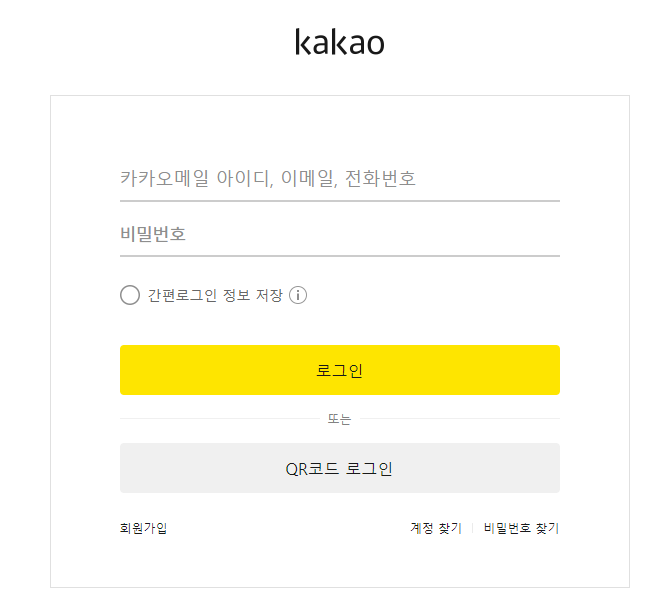 kakao
카카오메일 아이디, 이메일, 전화번호
비밀번호
간편로그인 정보 저장
로그인
또는
QR코드 로그인
회원가입 계정 찾기 비밀번호 찾기